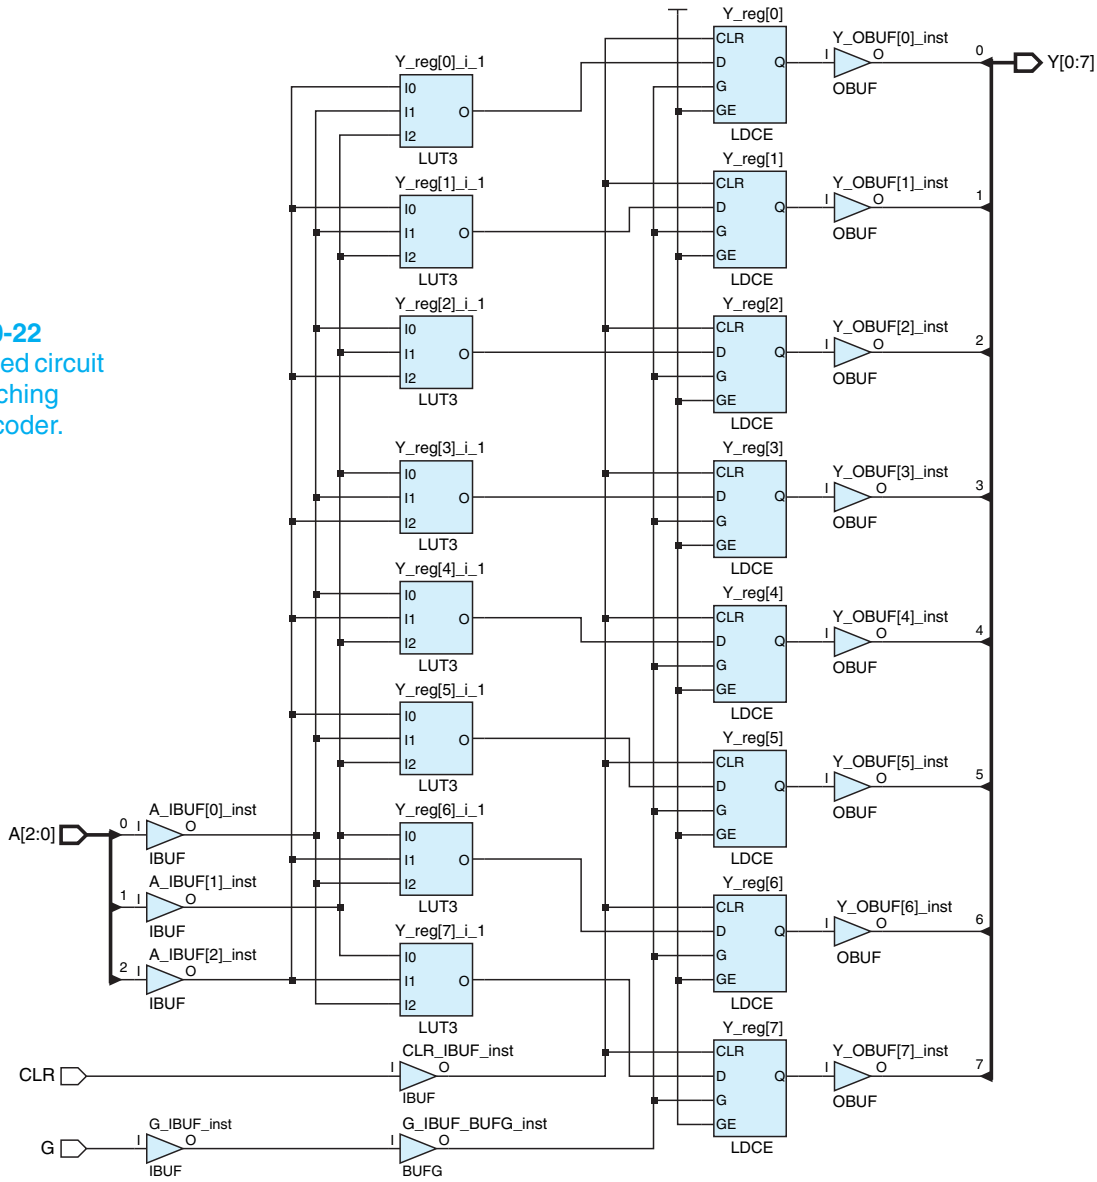 Y_reg[0]
CLR
D
G
GE
Q
LDCE
Y_OBUF[0]_inst
I
O
OBUF
0
Y[0:7]
Y_reg[0]_i_1
I0
I1
I2
O
LUT3
Y_reg[1]
CLR
D
G
GE
Q
LDCE
Y_OBUF[1]_inst
I
O
OBUF
1
Y_reg[1]_i_1
I0
I1
I2
O
LUT3
Y_reg[2]
CLR
D
G
GE
Q
LDCE
Y_OBUF[2]_inst
I
O
OBUF
2
Y_reg[2]_i_1
I0
I1
I2
O
LUT3
-22
ed circuit
ching
coder.
Y_reg[3]
CLR
D
G
GE
Q
LDCE
Y_OBUF[3]_inst
I
O
OBUF
3
Y_reg[3]_i_1
I0
I1
I2
O
LUT3
Y_reg[4]
CLR
D
G
GE
Q
LDCE
Y_OBUF[4]_inst
I
O
OBUF
4
Y_reg[4]_i_1
I0
I1
I2
O
LUT3
Y_reg[5]
CLR
D
G
GE
Q
LDCE
Y_OBUF[5]_inst
I
O
OBUF
5
Y_reg[5]_i_1
I0
I1
I2
O
LUT3
Y_reg[6]
CLR
D
G
GE
Q
LDCE
Y_OBUF[6]_inst
I
O
OBUF
6
Y_reg[6]_i_1
I0
I1
I2
O
LUT3
Y_reg[7]
CLR
D
G
GE
Q
LDCE
Y_OBUF[7]_inst
I
O
OBUF
7
Y_reg[7]_i_1
I0
I1
I2
O
LUT3
A[2:0]
0
A_IBUF[0]_inst
I
O
IBUF
1
A_IBUF[1]_inst
I
O
IBUF
2
A_IBUF[2]_inst
I
O
IBUF
CLR
CLR_IBUF_inst
I
O
IBUF
G
G_IBUF_inst
I
O
IBUF
G_IBUF_BUFG_inst
I
O
BUFG